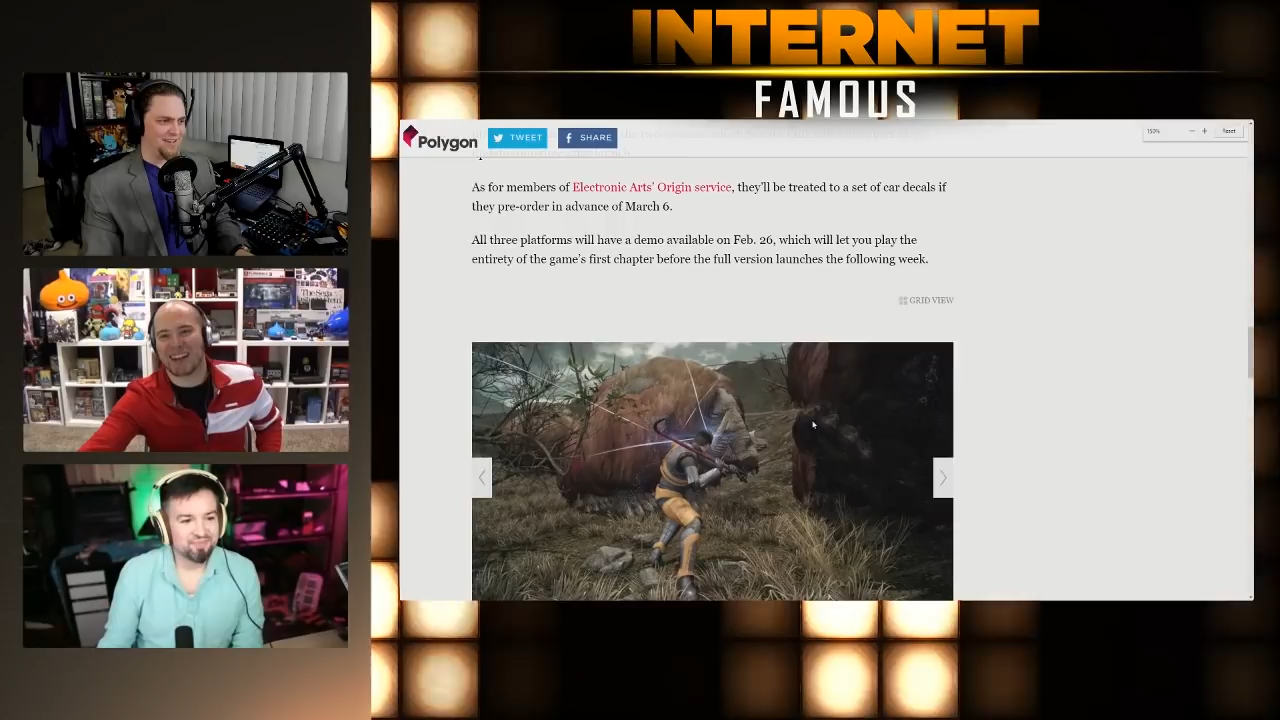 INTERNET
FAMOUS
Polygon
TWEET
SHARE
150%
Reset
As for members of Electronic Arts' Origin service, they'll be treated to a set of car decals if
they pre-order in advance of March 6.
All three platforms will have a demo available on Feb. 26, which will let you play the
entirety of the game's first chapter before the full version launches the following week.
GRID VIEW